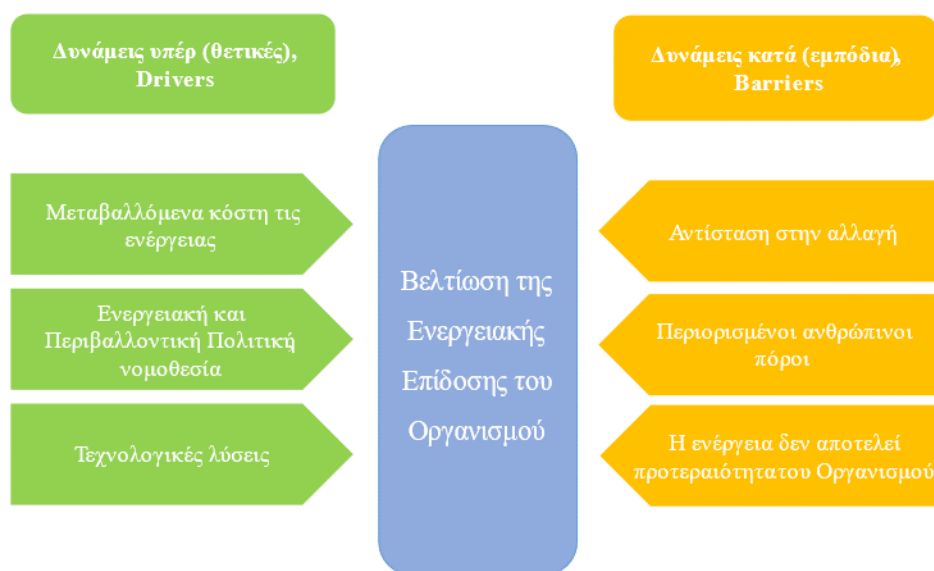 Δυνάμεις υπέρ (θετικές),
Drivers
Μεταβαλλόμενα κόστη τις
ενέργειας
Ενεργειακή και
Περιβαλλοντική Πολιτική,
νομοθεσία
Τεχνολογικές λύσεις
Βελτίωση της
Ενεργειακής
Επίδοσης του
Οργανισμού
Δυνάμεις κατά (εμπόδια),
Barriers
Αντίσταση στην αλλαγή
Περιορισμένοι ανθρώπινοι
πόροι
Η ενέργεια δεν αποτελεί
προτεραιότητατου Οργανισμού